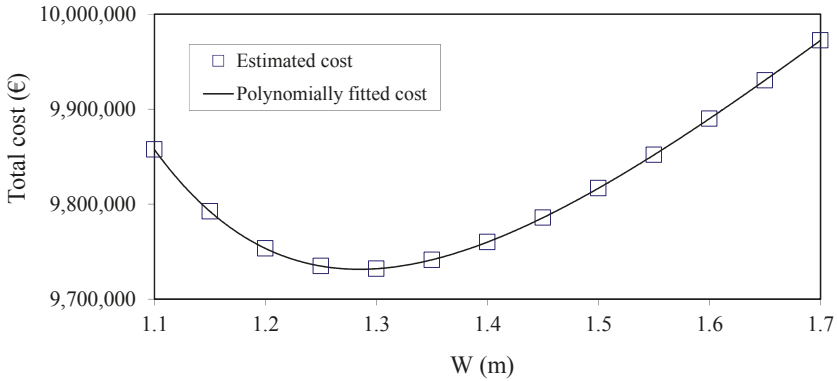 10,000,000
9,900,000
9,800,000
9,700,000
Total cost (€)
Estimated cost
Polynomially fitted cost
1.1 1.2 1.3 1.4 1.5 1.6 1.7
W (m)